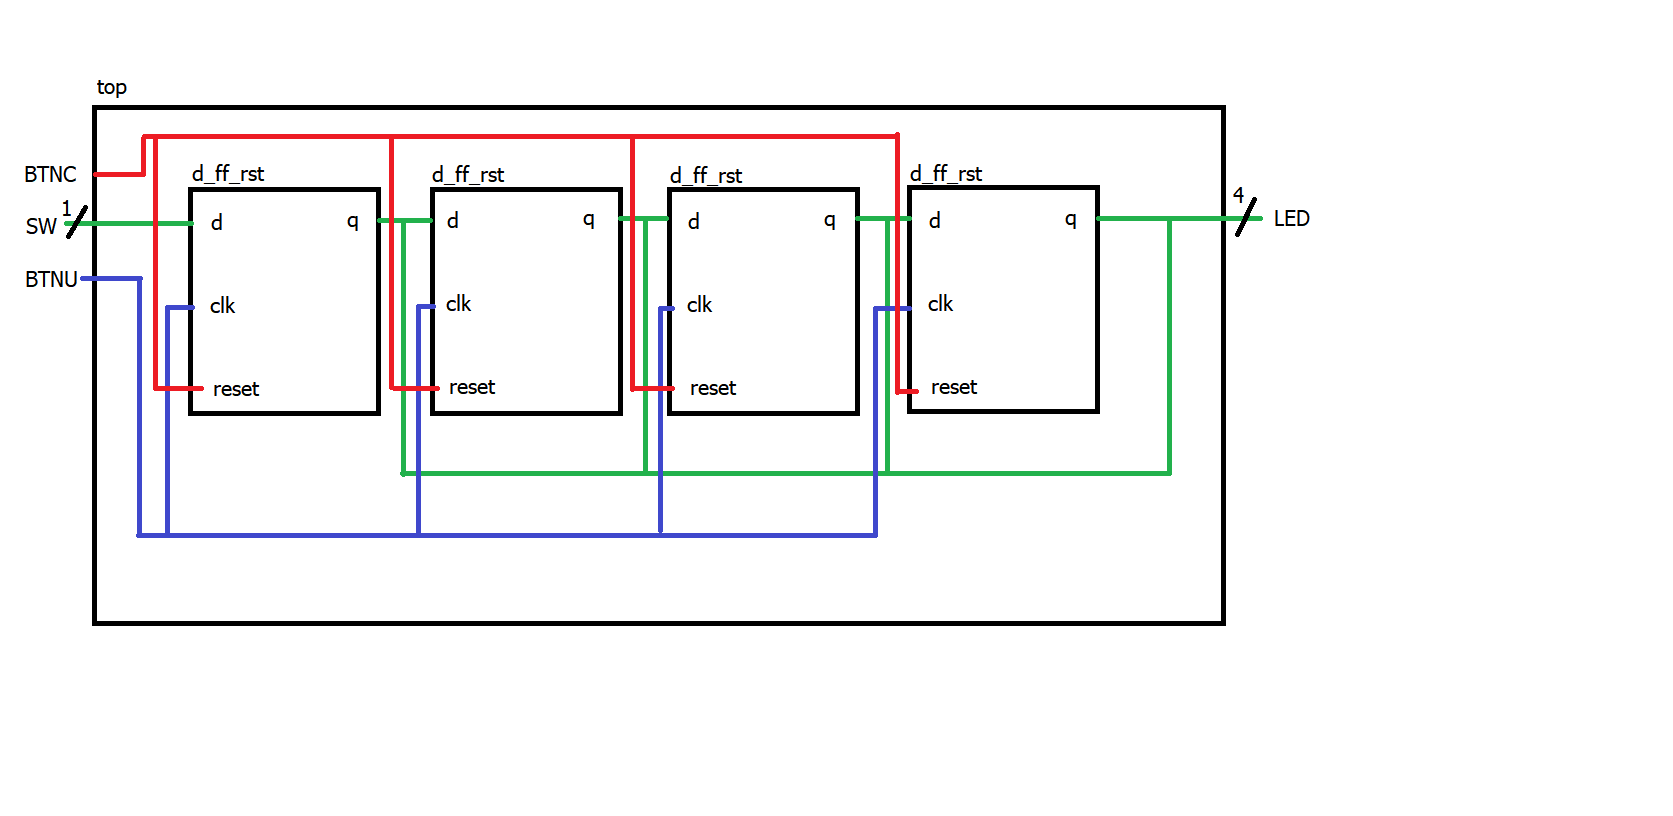 top
BTNC
1
SW
BTNU
d_ff_rst
d
q
clk
reset
d_ff_rst
d
q
clk
reset
d_ff_rst
d
q
clk
reset
d_ff_rst
d
q
clk
reset
4
LED